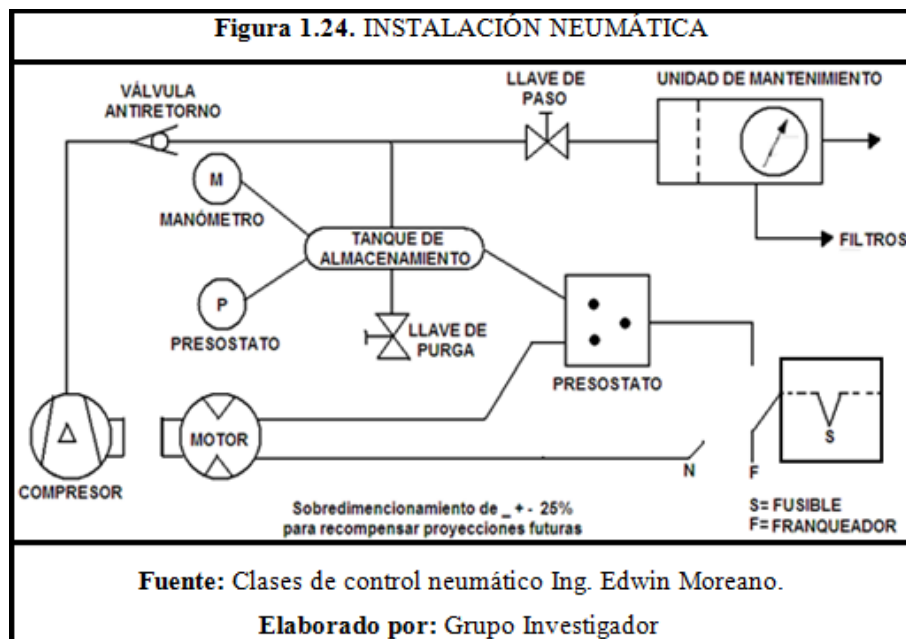 Figura 1.24. INSTALACIÓN NEUMÁTICA
VÁLVULA
ANTIRETORNO
LLAVE DE
PASO
UNIDAD DE MANTENIMIENTO
M
MANÓMETRO
TANQUE DE
ALMACENAMIENTO
FILTROS
P
PRESOSTATO
LLAVE DE
PURGA
PRESOSTATO
MOTOR
COMPRESOR
N
F
S
S= FUSIBLE
F= FRANQUEADOR
Sobredimencionamiento de _ + - 25%
para recompensar proyecciones futuras
Fuente: Clases de control neumático Ing. Edwin Moreano.
Elaborado por: Grupo Investigador